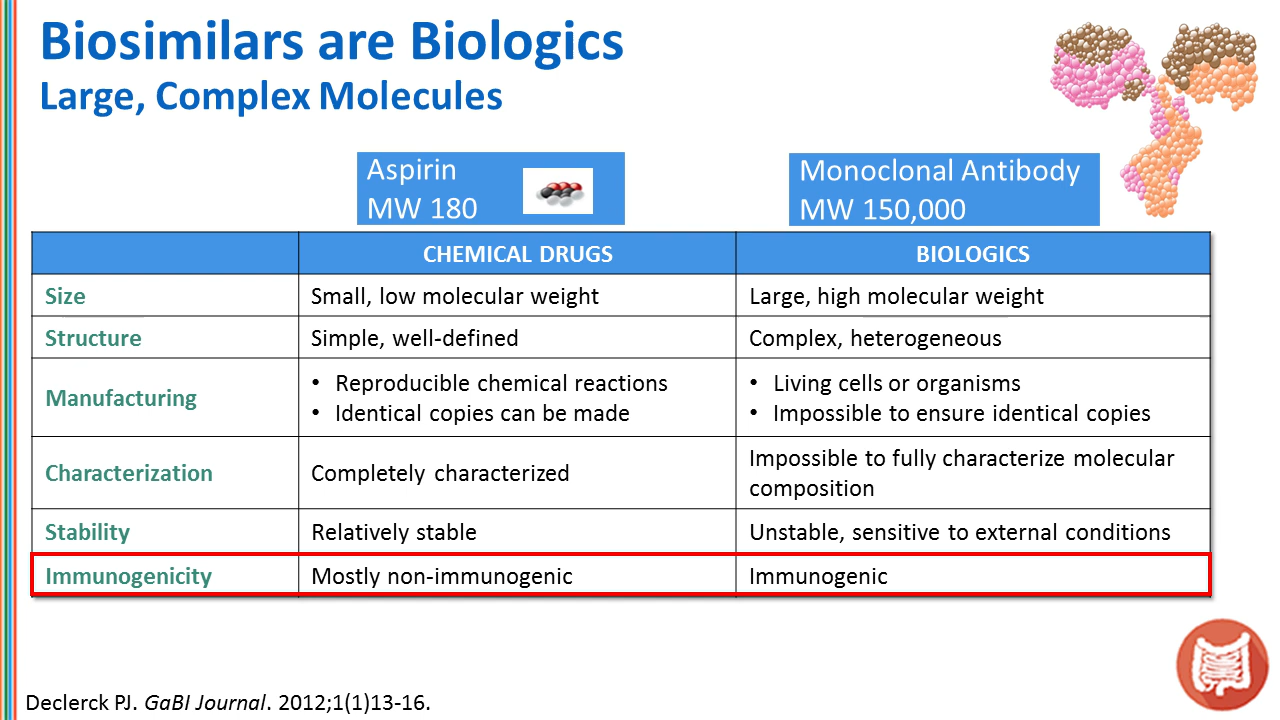 Biosimilars are Biologics
Large, Complex Molecules
Aspirin
MW 180
Monoclonal Antibody
MW 150,000
CHEMICAL DRUGS
BIOLOGICS
Size
Small, low molecular weight
Large, high molecular weight
Structure
Simple, well-defined
Complex, heterogeneous
Manufacturing
• Reproducible chemical reactions
• Identical copies can be made
• Living cells or organisms
• Impossible to ensure identical copies
Characterization
Completely characterized
Impossible to fully characterize molecular
composition
Stability
Relatively stable
Unstable, sensitive to external conditions
Immunogenicity
Mostly non-immunogenic
Immunogenic
Declerck PJ. GaBI Journal. 2012;1(1)13-16.